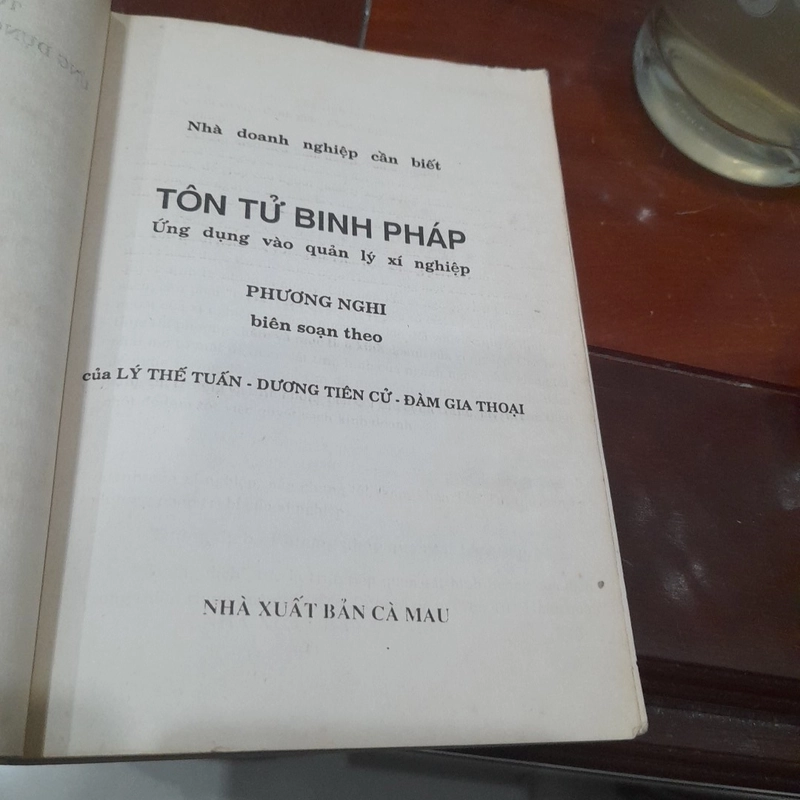 Nhà doanh nghiệp cần biết
TÔN TỬ BINH PHÁP
Ứng dụng vào quản lý xí nghiệp
PHƯƠNG NGHI
biên soạn theo
của LÝ THẾ TUẤN - DƯƠNG TIÊN CỬ - ĐÀM GIA THOẠI
NHÀ XUẤT BẢN CÀ MAU